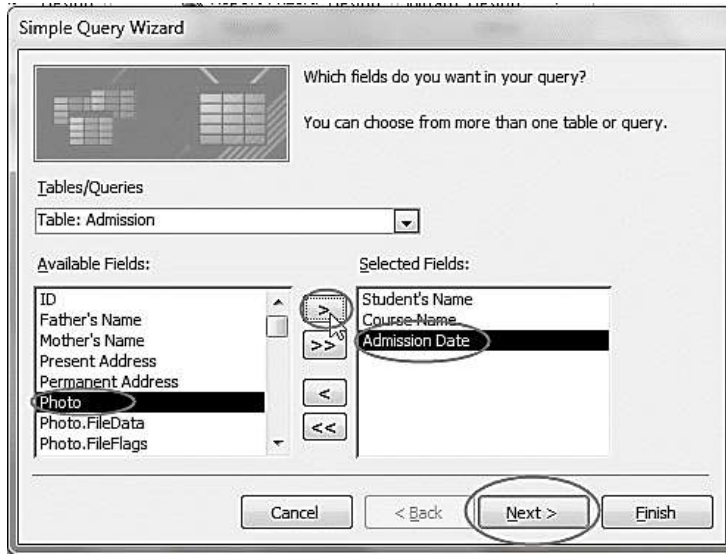 Simple Query Wizard
Which fields do you want in your query?
You can choose from more than one table or query.
Tables/Queries
Table: Admission
Available Fields:
ID
Father's Name
Mother's Name
Present Address
Permanent Address
Photo
Photo.FileData
Photo.FileFlags
>
>>
<
<<
Selected Fields:
Student's Name
Course Name
Admission Date
Cancel
< Back
Next >
Finish